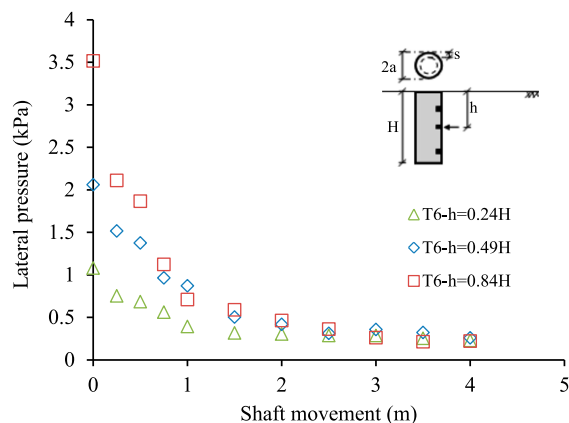 4
3.5
3
2.5
2
1.5
1
0.5
0
Lateral pressure (kPa)
0 1 2 3 4 5
Shaft movement (m)
s
2a
H
h
T6-h=0.24H
T6-h=0.49H
T6-h=0.84H